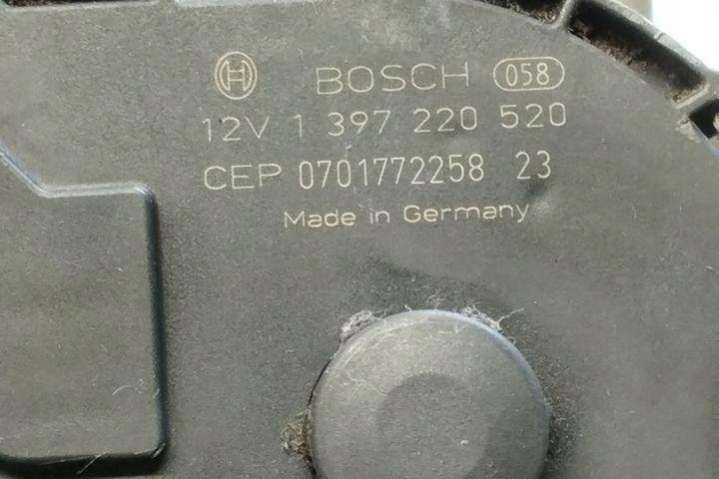 BOSCH 058
12V 1 397 220 520
CEP 0701772258 23
Made in Germany